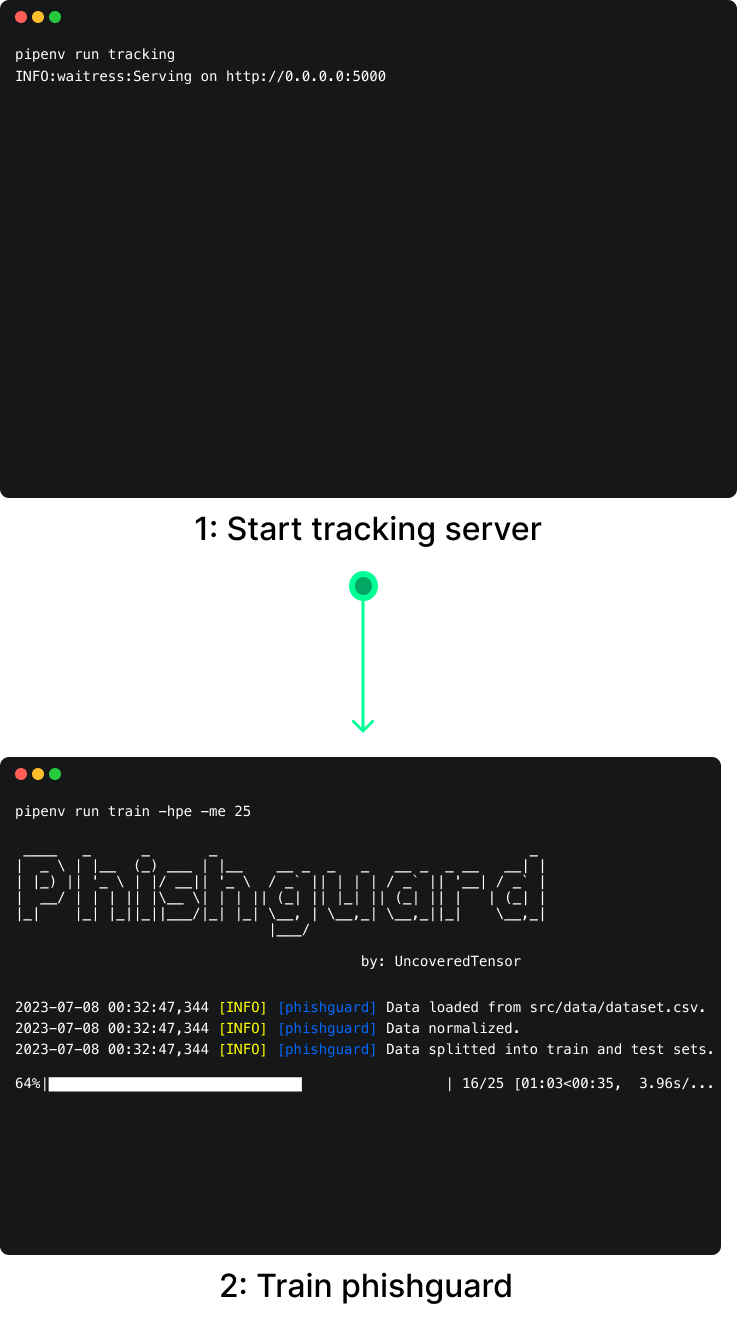 pipenv run tracking
INFO:waitress:Serving on http://0.0.0.0:5000
1: Start tracking server
pipenv run train -hpe -me 25
Phishguard
by: UncoveredTensor
2023-07-08 00:32:47,344 [INFO] [phishguard] Data loaded from src/data/dataset.csv.
2023-07-08 00:32:47,344 [INFO] [phishguard] Data normalized.
2023-07-08 00:32:47,344 [INFO] [phishguard] Data splitted into train and test sets.
64%| | 16/25 [01:03<00:35, 3.96s/...
2: Train phishguard